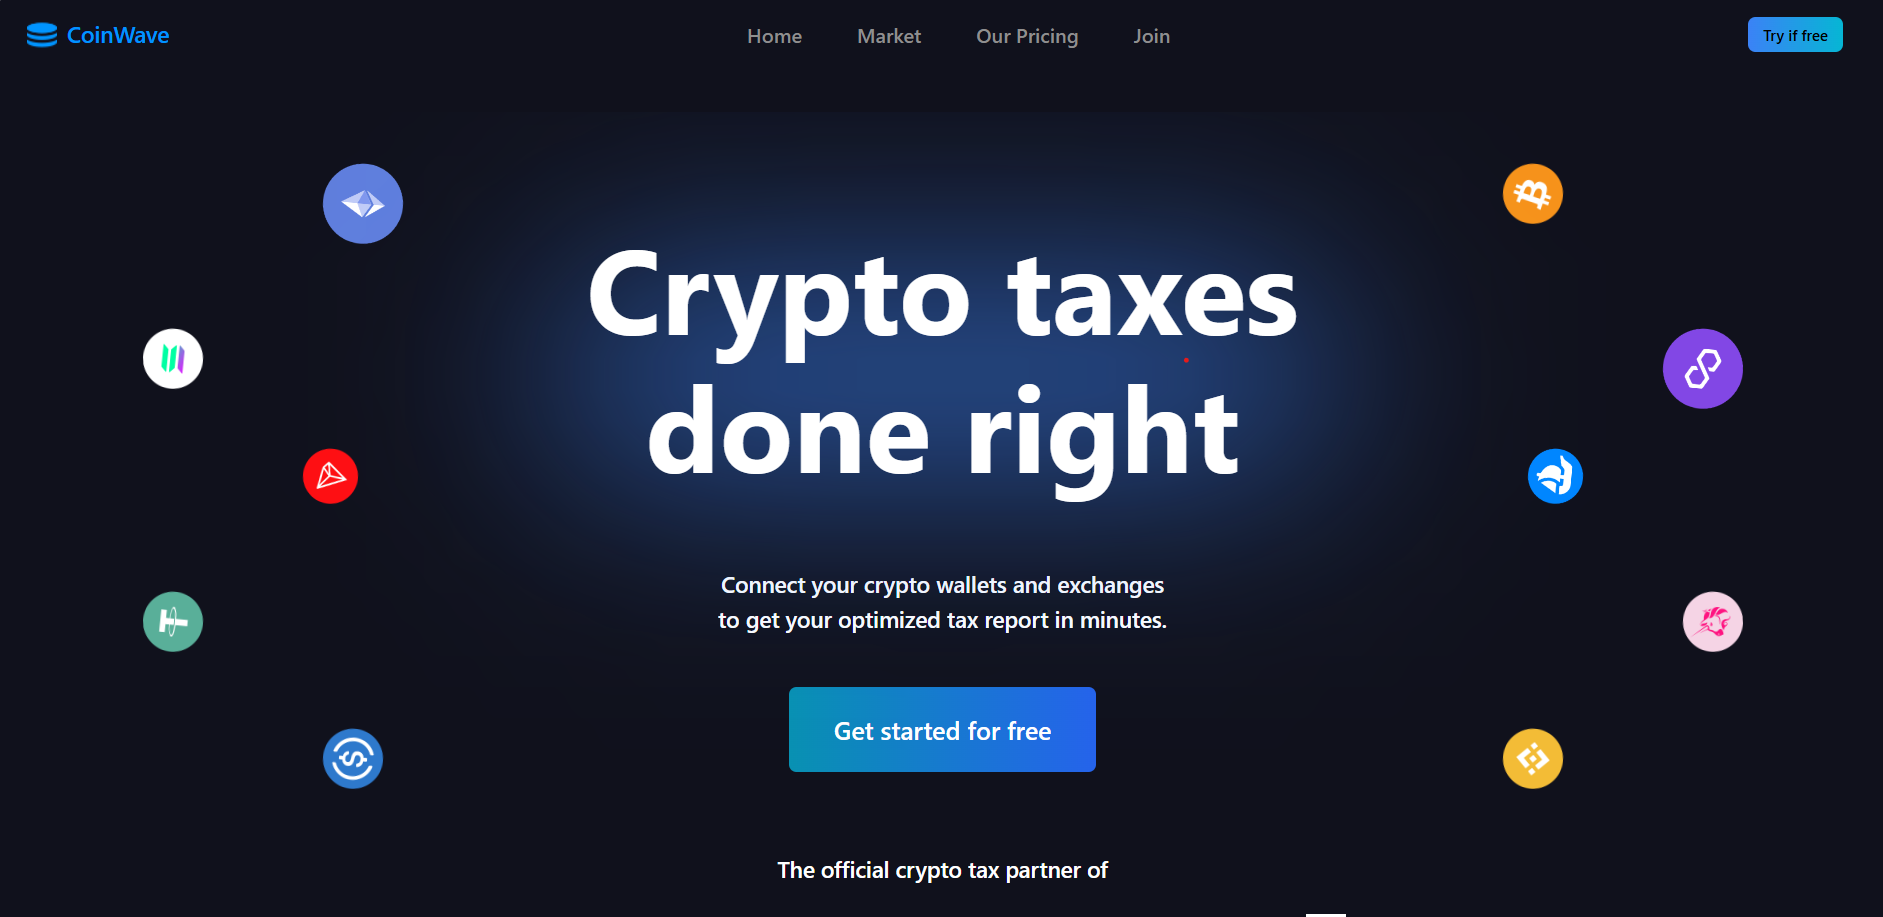 CoinWave
Home
Market
Our Pricing
Join
Try if free
Crypto taxes
done right
Connect your crypto wallets and exchanges
to get your optimized tax report in minutes.
Get started for free
The official crypto tax partner of